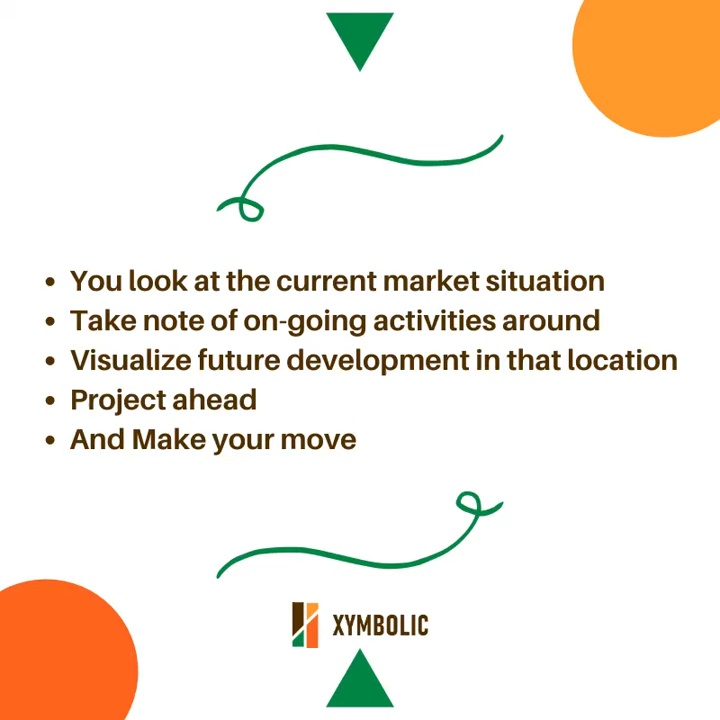 • You look at the current market situation
• Take note of on-going activities around
• Visualize future development in that location
• Project ahead
• And Make your move
XYMBOLIC